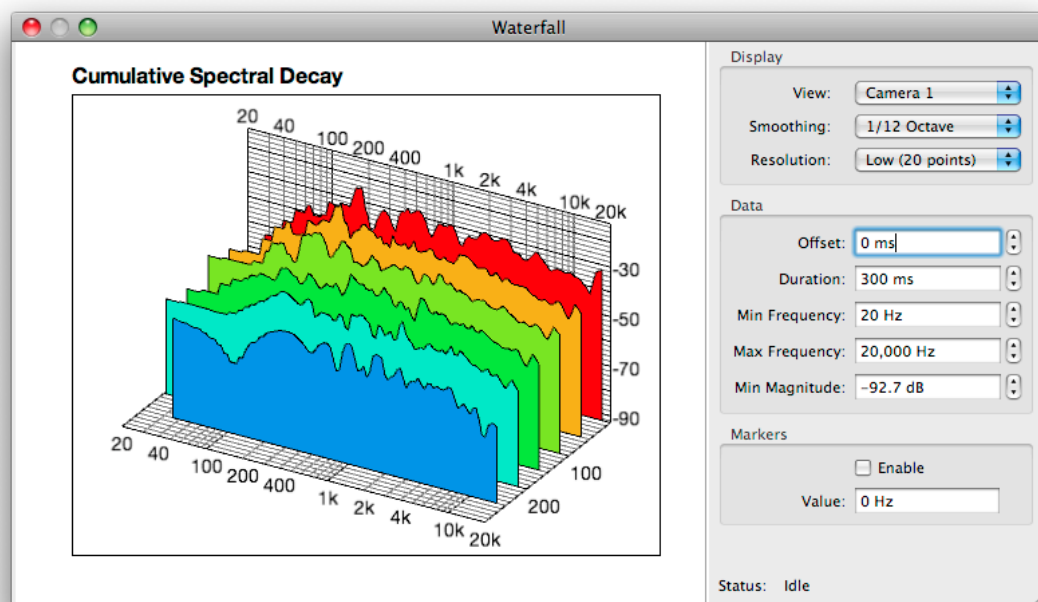 Waterfall
Cumulative Spectral Decay
20 40 100 200 400 1k 2k 4k 10k 20k
-30
-50
-70
-90
100
200
20 40 100 200 400 1k 2k 4k 10k 20k
Display
View: Camera 1
Smoothing: 1/12 Octave
Resolution: Low (20 points)
Data
Offset: 0 ms
Duration: 300 ms
Min Frequency: 20 Hz
Max Frequency: 20,000 Hz
Min Magnitude: -92.7 dB
Markers
Enable
Value: 0 Hz
Status: Idle